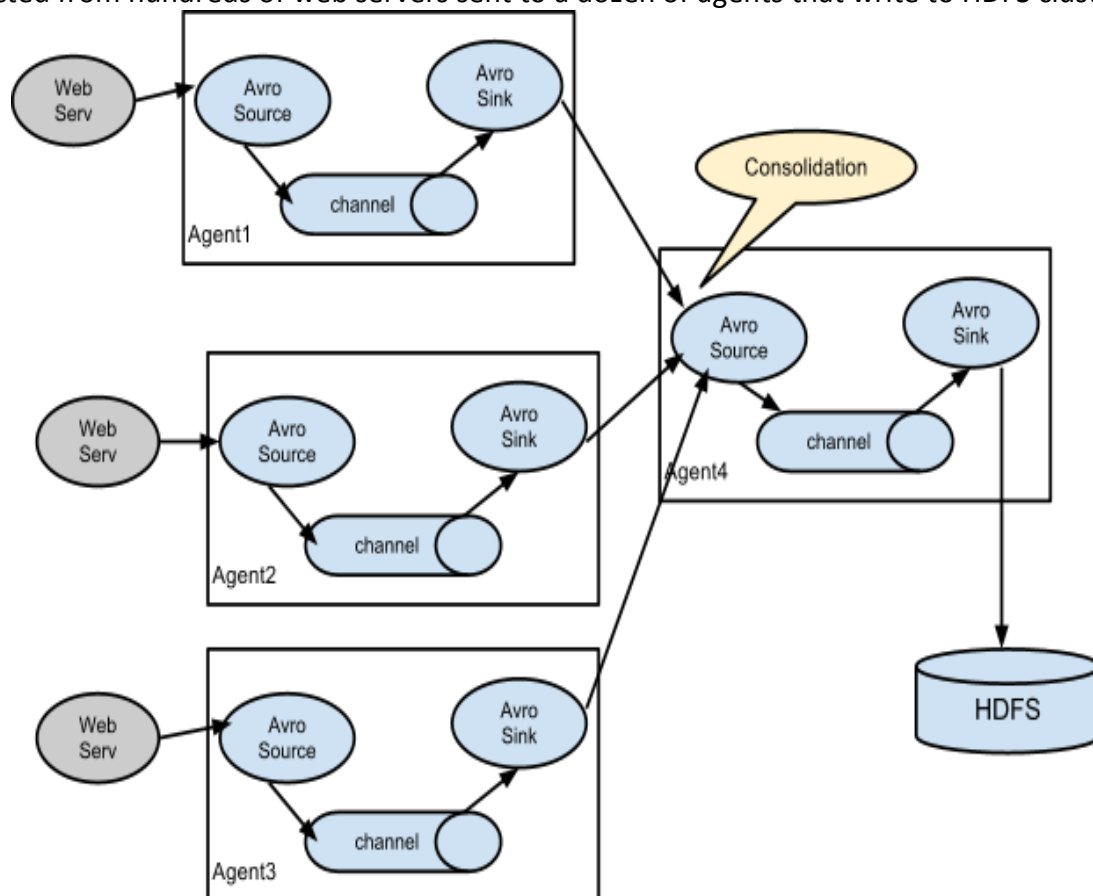 sted from hundreds of web servers sent to a dozen of agents that write to HDFS clus
Web
Serv
Avro
Source
Avro
Sink
channel
Agent1
Consolidation
Web
Serv
Avro
Source
Avro
Sink
channel
Agent2
Avro
Source
Avro
Sink
channel
Agent4
Web
Serv
Avro
Source
Avro
Sink
channel
Agent3
HDFS